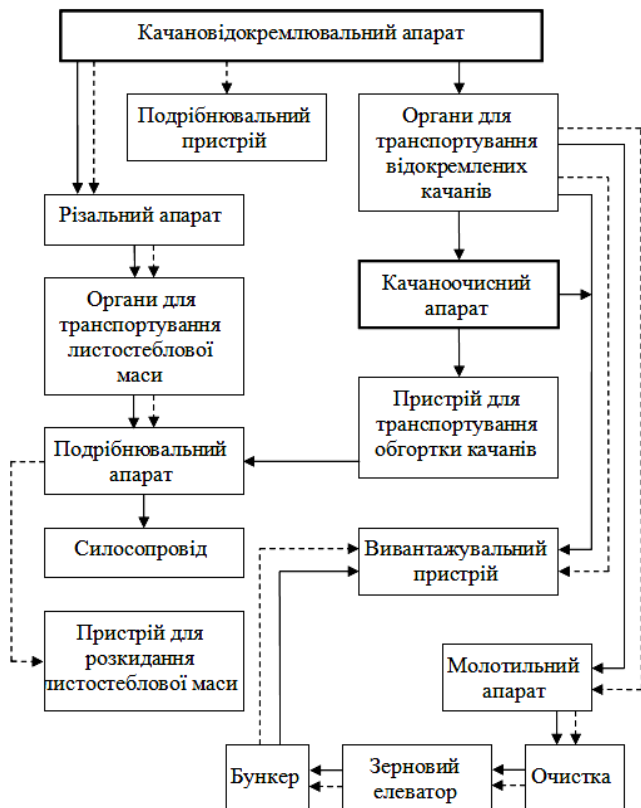 Качановідокремлювальний апарат
Подрібнювальний
пристрій
Органи для
транспортування
відокремлених
качанів
Різальний апарат
Качаноочисний
апарат
Органи для
транспортування
листостеблової
маси
Пристрій для
транспортування
обгортки качанів
Подрібнювальний
апарат
Силосопровід
Вивантажувальний
пристрій
Пристрій для
розкидання
листостеблової маси
Молотильний
апарат
Бункер
Зерновий
елеватор
Очистка